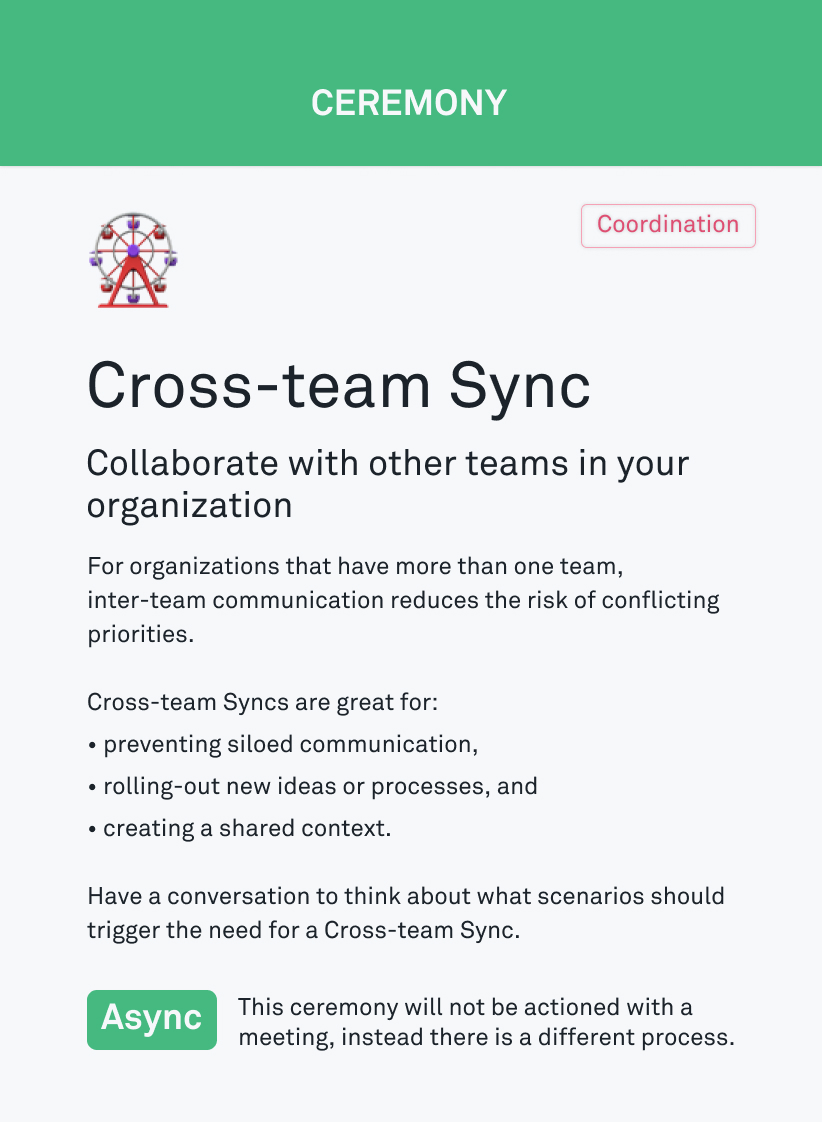 CEREMONY
Coordination
Cross-team Sync
Collaborate with other teams in your
organization
For organizations that have more than one team,
inter-team communication reduces the risk of conflicting
priorities.
Cross-team Syncs are great for:
• preventing siloed communication,
• rolling-out new ideas or processes, and
• creating a shared context.
Have a conversation to think about what scenarios should
trigger the need for a Cross-team Sync.
Async
This ceremony will not be actioned with a
meeting, instead there is a different process.